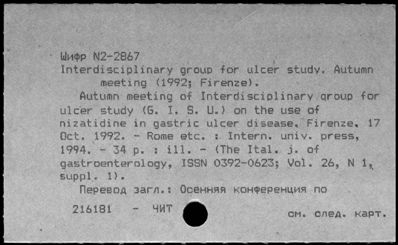 Шифр N2-2867
Interdisciplinary group for ulcer study. Autumn
meeting (1992; Firenze).
Autumn meeting of Interdisciplinary group for
ulcer study (G. I. S. U.) on the use of
nizatidine in gastric ulcer disease, Firenze, 17
Oct. 1992. - Rome etc. : Intern. univ. press,
1994. - 34 p. : ill. - (The Ital. j. of
gastroenterology, ISSN 0392-0623; Vol. 26, N 1,
suppl. 1).
Перевод загл.: Осенняя конференция по
216181 - ЧИТ
см. след. карт.